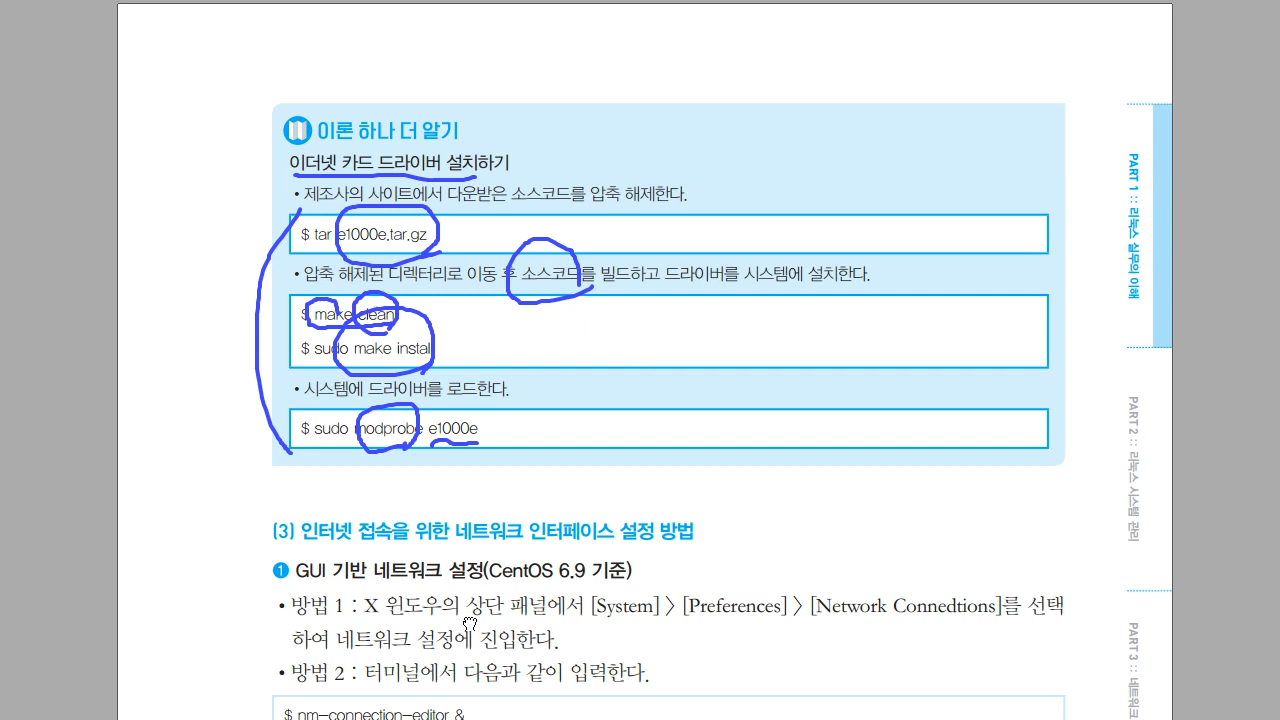 이론 하나 더 알기
이더넷 카드 드라이버 설치하기
• 제조사의 사이트에서 다운받은 소스코드를 압축 해제한다.
$ tar e1000e.tar.gz
• 압축 해제된 디렉터리로 이동 후 소스코드를 빌드하고 드라이버를 시스템에 설치한다.
$ make clean
$ sudo make install
• 시스템에 드라이버를 로드한다.
$ sudo modprobe e1000e
(3) 인터넷 접속을 위한 네트워크 인터페이스 설정 방법
1 GUI 기반 네트워크 설정(CentOS 6.9 기준)
• 방법 1 : X 윈도우의 상단 패널에서 [System] 〉 [Preferences] 〉 [Network Connedtions]를 선택
하여 네트워크 설정에 진입한다.
• 방법 2 : 터미널에서 다음과 같이 입력한다.
$ nm-connection-editor &
PART 1 :: 리눅스 실무의 이해
PART 2 :: 리눅스 시스템 관리
PART 3 :: 네트워크